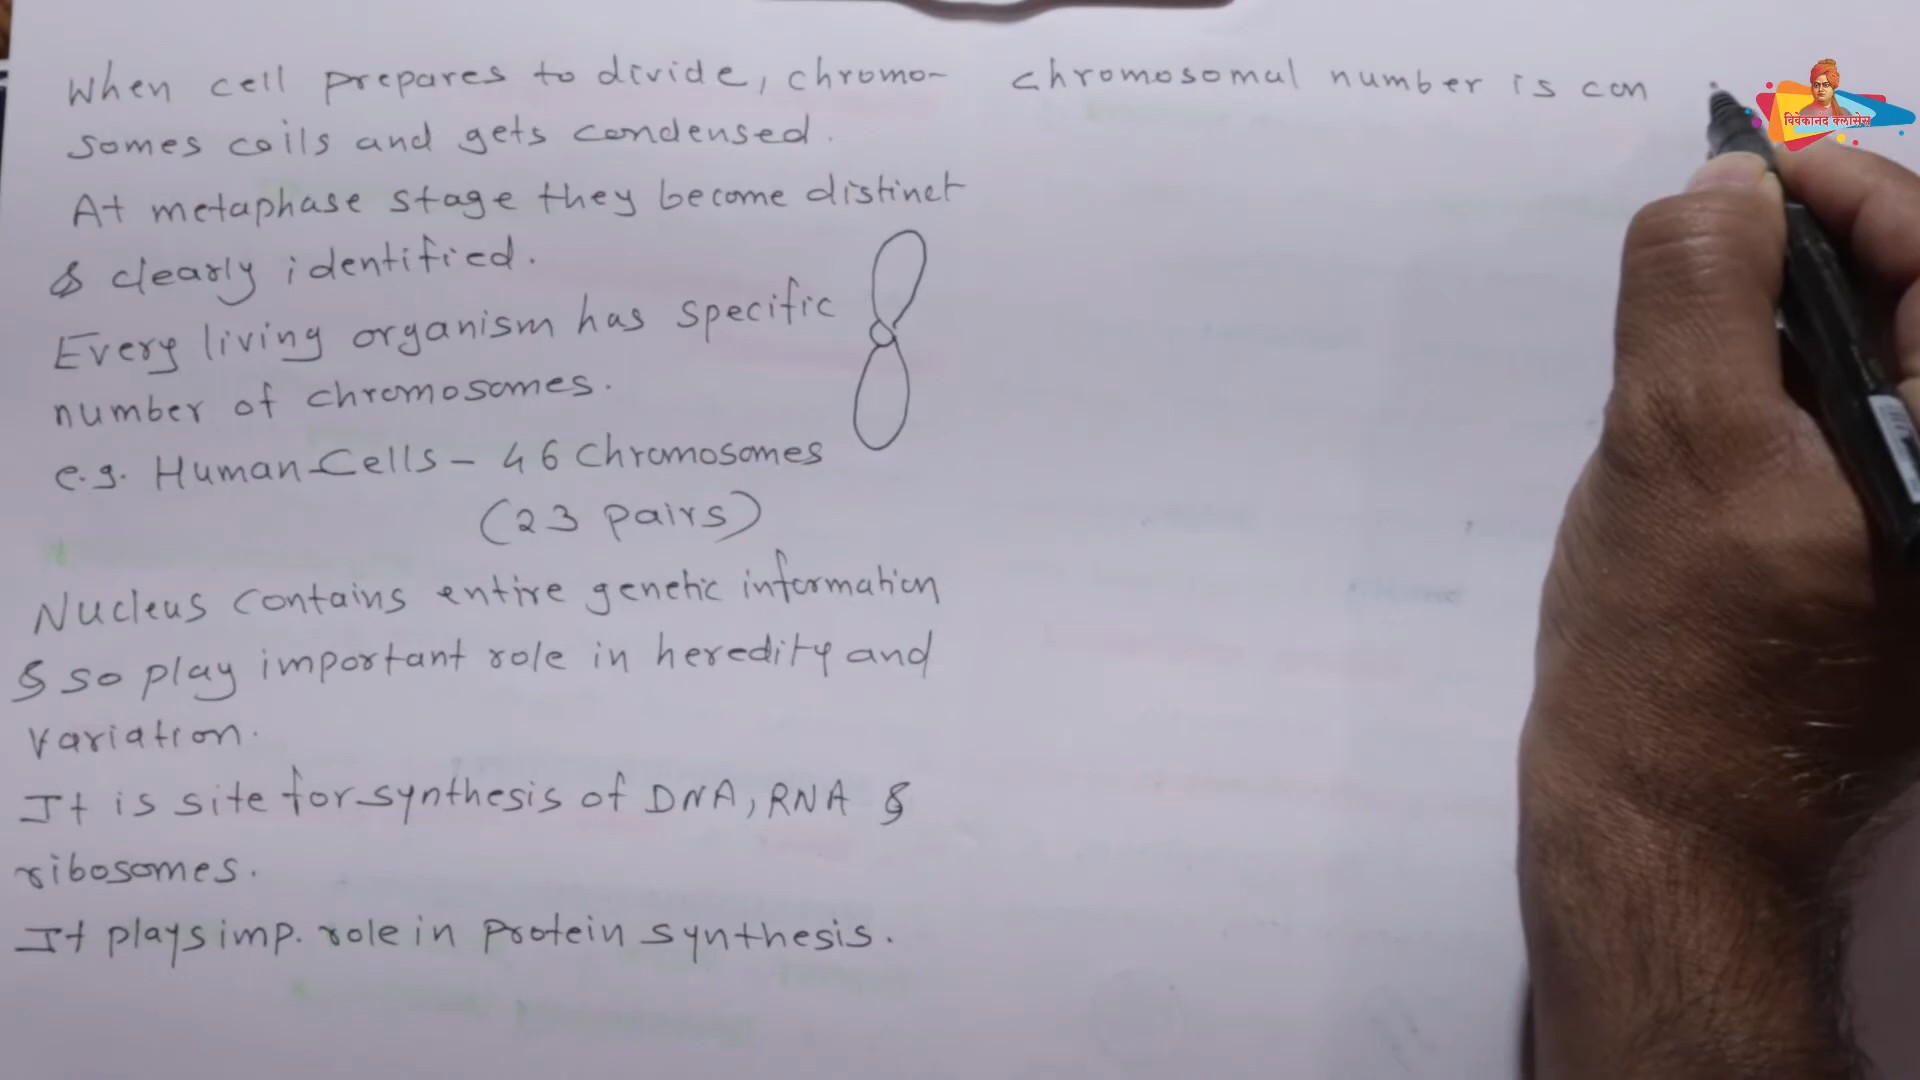 When cell prepares to divide, chromo-
somes coils and gets condensed.
At metaphase stage they become distinct
& clearly identified.
Every living organism has specific
number of chromosomes.
e.g. Human Cells - 46 Chromosomes
(23 pairs)
Nucleus contains entire genetic information
& so play important role in heredity and
variation.
It is site for synthesis of DNA, RNA &
ribosomes.
It plays imp. role in protein synthesis.
chromosomal number is con
विवेकानंद क्लासेस